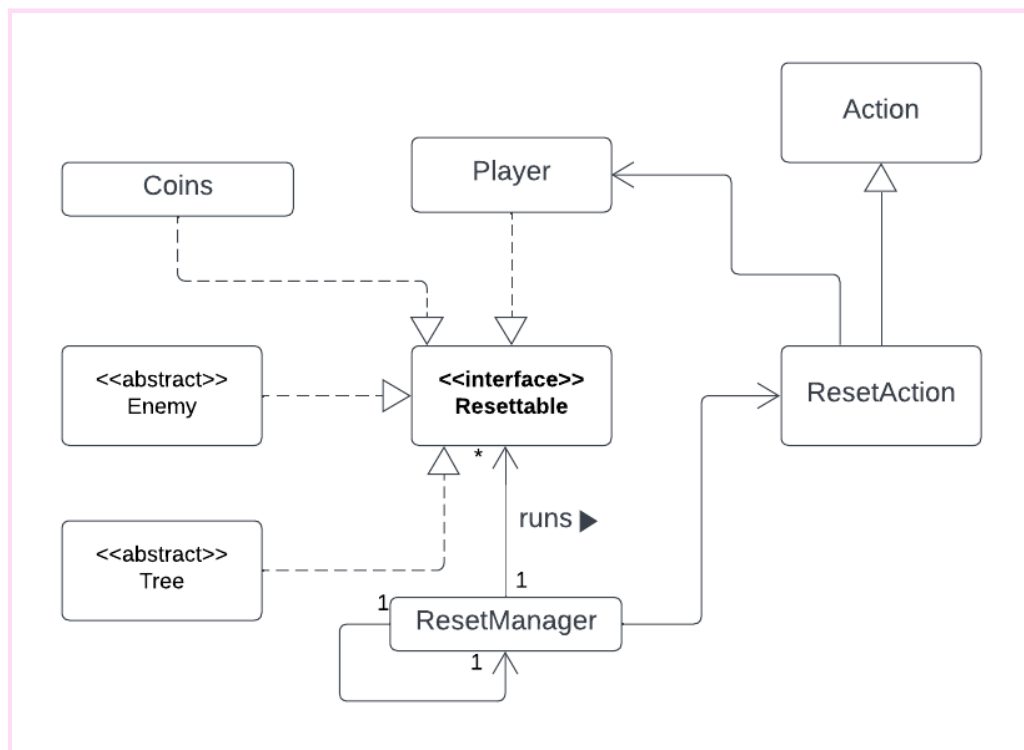 Action
Player
Coins
<<abstract>>
Enemy
<<interface>>
Resettable
ResetAction
*
runs
<<abstract>>
Tree
1
1
ResetManager
1